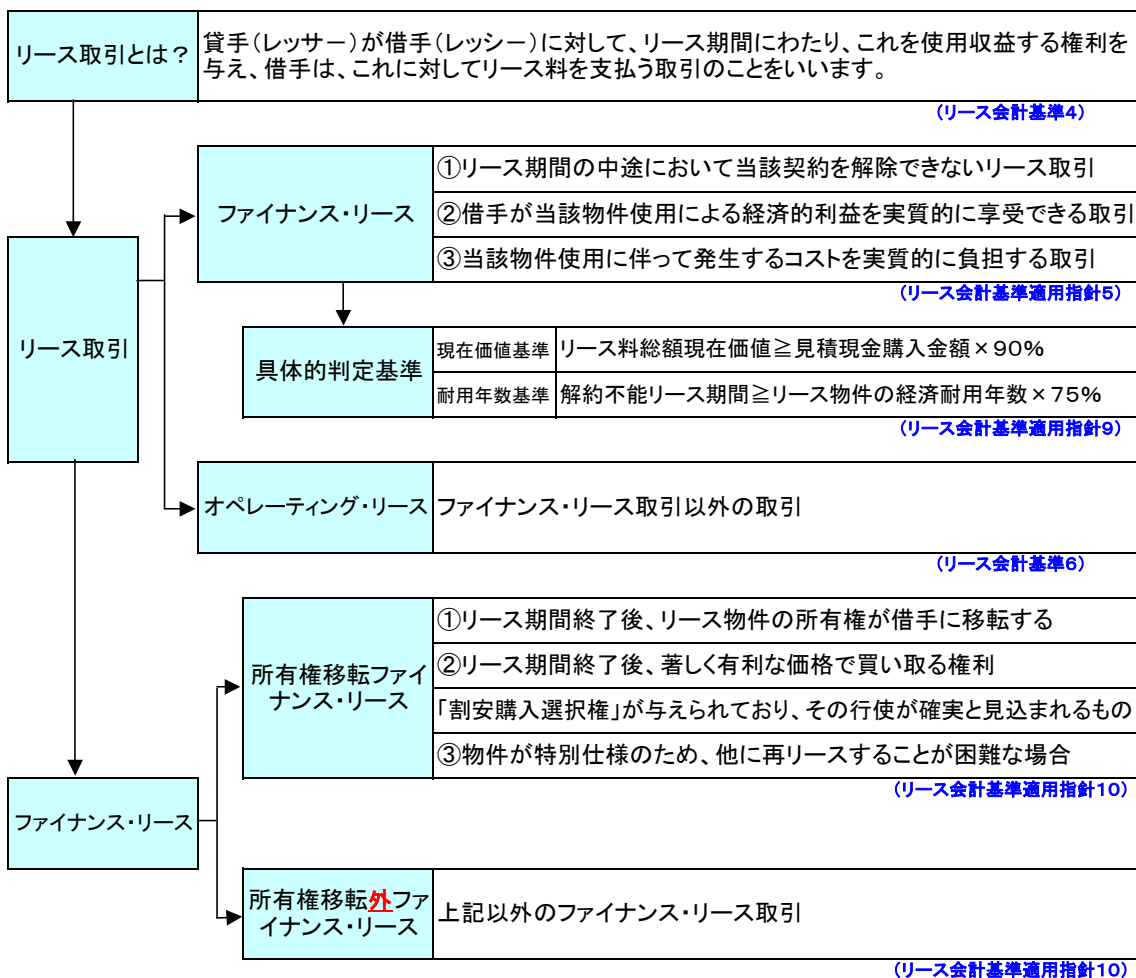 リース取引とは？
貸手（レッサー）が借手（レッシー）に対して、リース期間にわたり、これを使用収益する権利を
与え、借手は、これに対してリース料を支払う取引のことをいいます。
（リース会計基準4）
リース取引
ファイナンス・リース
①リース期間の中途において当該契約を解除できないリース取引
②借手が当該物件使用による経済的利益を実質的に享受できる取引
③当該物件使用に伴って発生するコストを実質的に負担する取引
（リース会計基準適用指針5）
具体的判定基準
現在価値基準
リース料総額現在価値≧見積現金購入金額×90%
耐用年数基準
解約不能リース期間≧リース物件の経済耐用年数×75%
（リース会計基準適用指針9）
オペレーティング・リース
ファイナンス・リース取引以外の取引
（リース会計基準6）
ファイナンス・リース
所有権移転ファイ
ナンス・リース
①リース期間終了後、リース物件の所有権が借手に移転する
②リース期間終了後、著しく有利な価格で買い取る権利
「割安購入選択権」が与えられており、その行使が確実と見込まれるもの
③物件が特別仕様のため、他に再リースすることが困難な場合
（リース会計基準適用指針10）
所有権移転外ファ
イナンス・リース
上記以外のファイナンス・リース取引
（リース会計基準適用指針10）